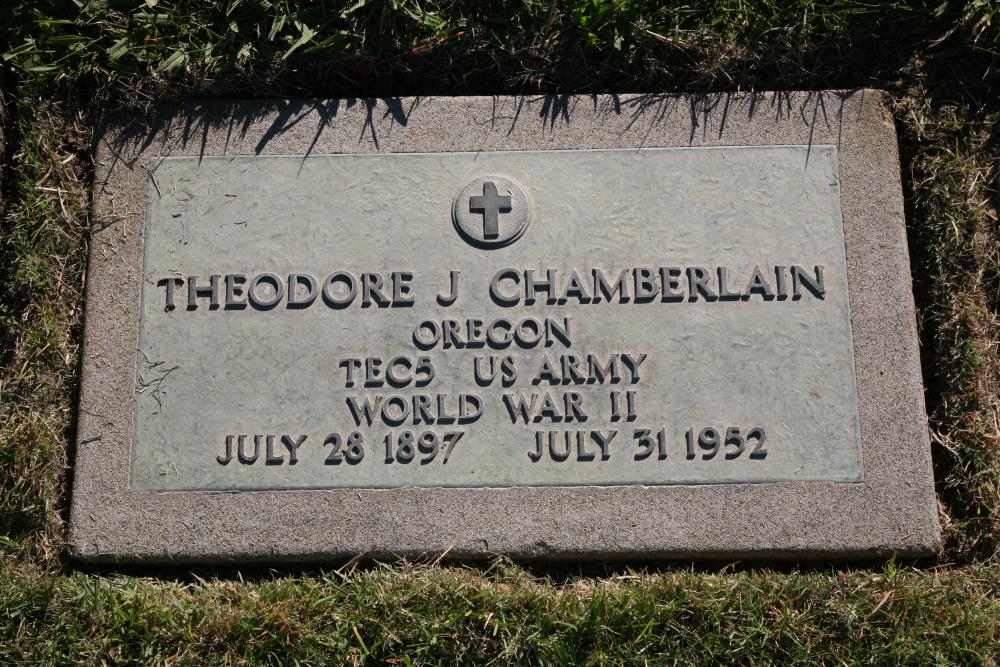 THEODORE J CHAMBERLAIN
OREGON
TEC5 US ARMY
WORLD WAR II
JULY 28 1897 JULY 31 1952